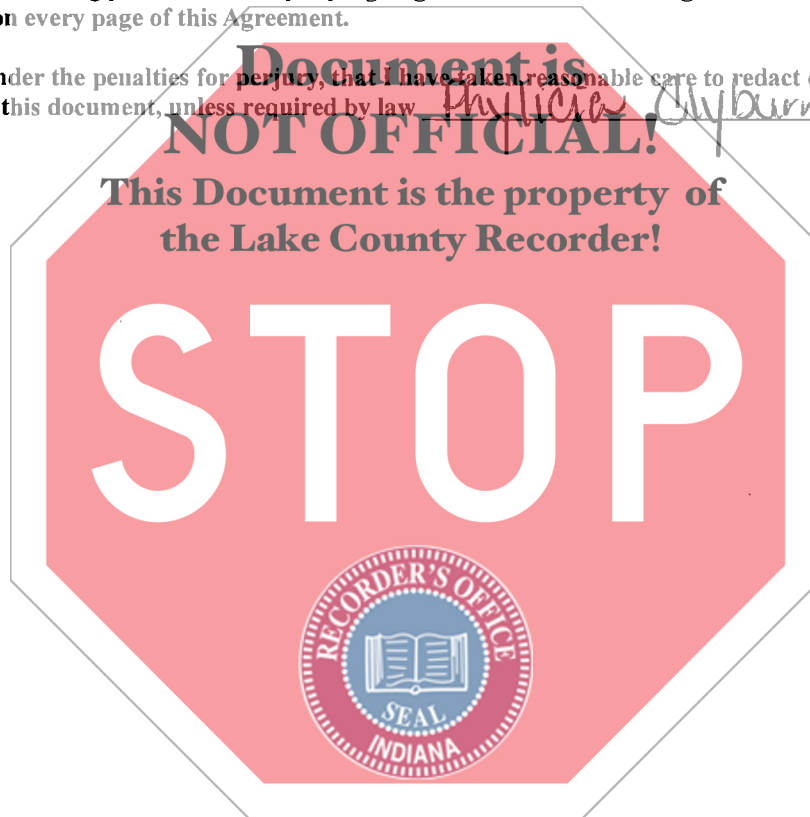 on every page of this Agreement.
Document is
nder the penalties for perjury, that I have taken reasonable care to redact
this document, unless required by law Phylicia Clyburn
NOT OFFICIAL!
This Document is the property of
the Lake County Recorder!
STOP
RECORDER'S OFFICE
SEAL
INDIANA